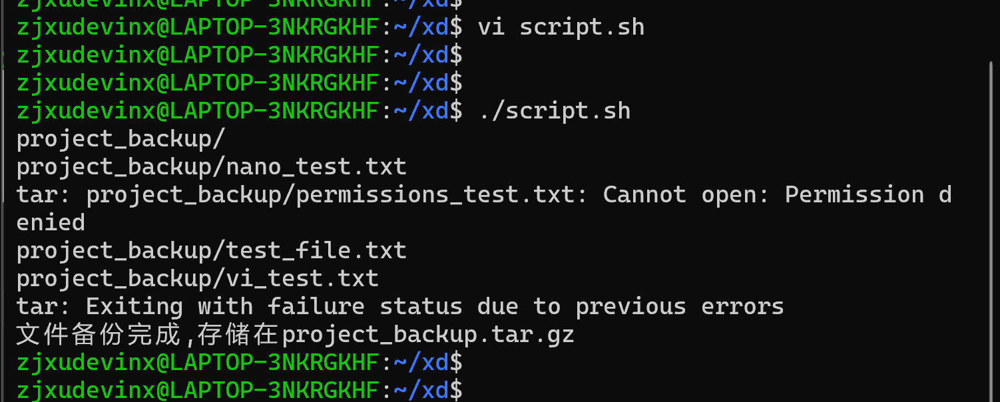 zjxudevinx@LAPTOP-3NKRGKHF:~/xd$
zjxudevinx@LAPTOP-3NKRGKHF:~/xd$ vi script.sh
zjxudevinx@LAPTOP-3NKRGKHF:~/xd$
zjxudevinx@LAPTOP-3NKRGKHF:~/xd$
zjxudevinx@LAPTOP-3NKRGKHF:~/xd$ ./script.sh
project_backup/
project_backup/nano_test.txt
tar: project_backup/permissions_test.txt: Cannot open: Permission d
enied
project_backup/test_file.txt
project_backup/vi_test.txt
tar: Exiting with failure status due to previous errors
文件备份完成,存储在project_backup.tar.gz
zjxudevinx@LAPTOP-3NKRGKHF:~/xd$
zjxudevinx@LAPTOP-3NKRGKHF:~/xd$